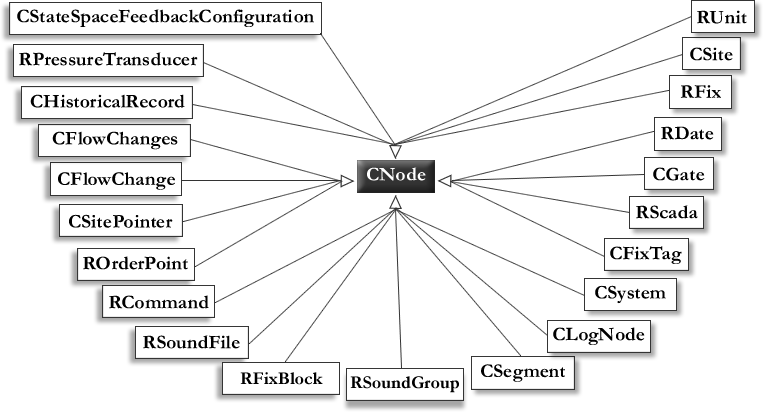 CStateSpaceFeedbackConfiguration
RUnit
RPressureTransducer
CSite
CHistoricalRecord
RFix
CFlowChanges
RDate
CFlowChange
CNode
CGate
CSitePointer
RScada
ROrderPoint
CFixTag
RCommand
CSystem
RSoundFile
CLogNode
RFixBlock
RSoundGroup
CSegment